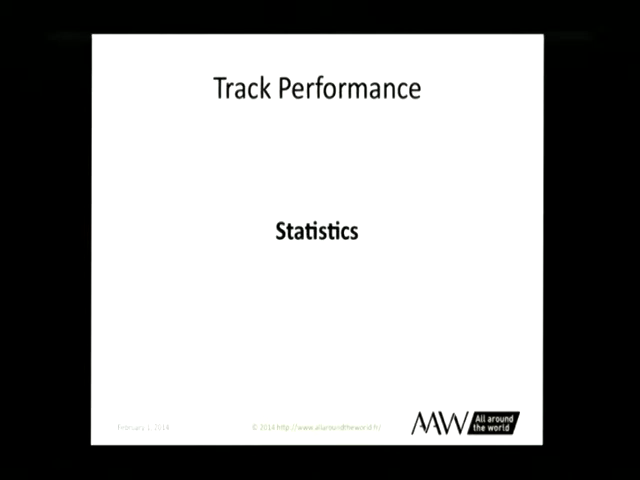 Track Performance
Statistics
February 1, 2014
© 2014 http://www.allaroundtheworld.fr/
AAW All around
the world